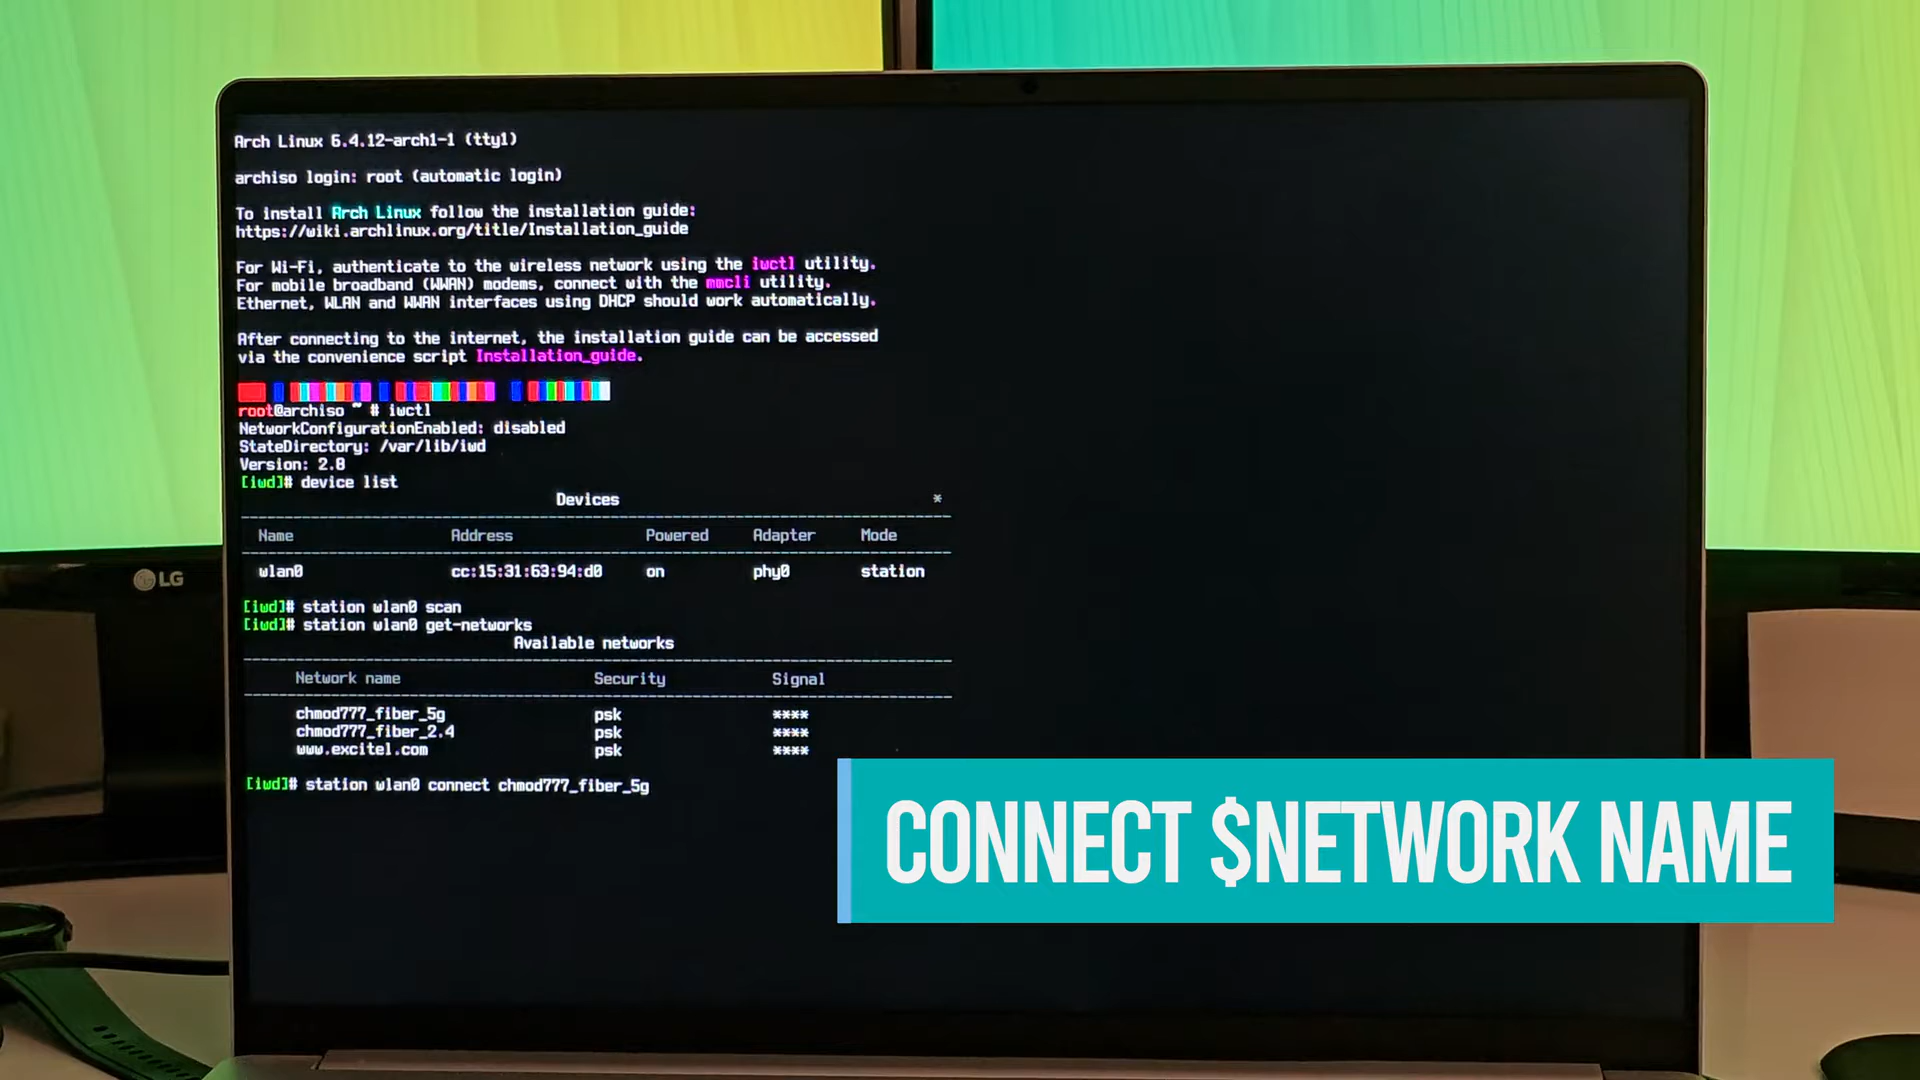 Arch Linux 6.4.12-arch1-1 (tty1)
archiso login: root (automatic login)
To install Arch Linux follow the installation guide:
https://wiki.archlinux.org/title/Installation_guide
For Wi-Fi, authenticate to the wireless network using the iwctl utility.
For mobile broadband (WWAN) modems, connect with the mmcli utility.
Ethernet, WLAN and WWAN interfaces using DHCP should work automatically.
After connecting to the internet, the installation guide can be accessed
via the convenience script Installation_guide.
root@archiso ~ # iwctl
NetworkConfigurationEnabled: disabled
StateDirectory: /var/lib/iwd
Version: 2.8
[iwd]# device list
Devices *
Name Address Powered Adapter Mode
wlan0 cc:15:31:63:94:d0 on phy0 station
[iwd]# station wlan0 scan
[iwd]# station wlan0 get-networks
Available networks
Network name Security Signal
chmod777_fiber_5g psk ****
chmod777_fiber_2.4 psk ****
www.excitel.com psk ****
[iwd]# station wlan0 connect chmod777_fiber_5g
CONNECT $NETWORK NAME
LG